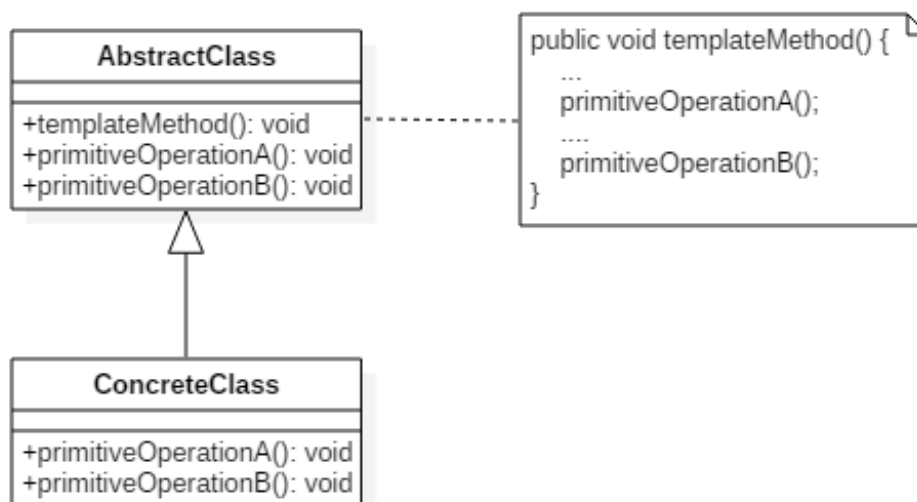 AbstractClass
+templateMethod(): void
+primitiveOperationA(): void
+primitiveOperationB(): void
public void templateMethod() {
...
primitiveOperationA();
....
primitiveOperationB();
}
ConcreteClass
+primitiveOperationA(): void
+primitiveOperationB(): void